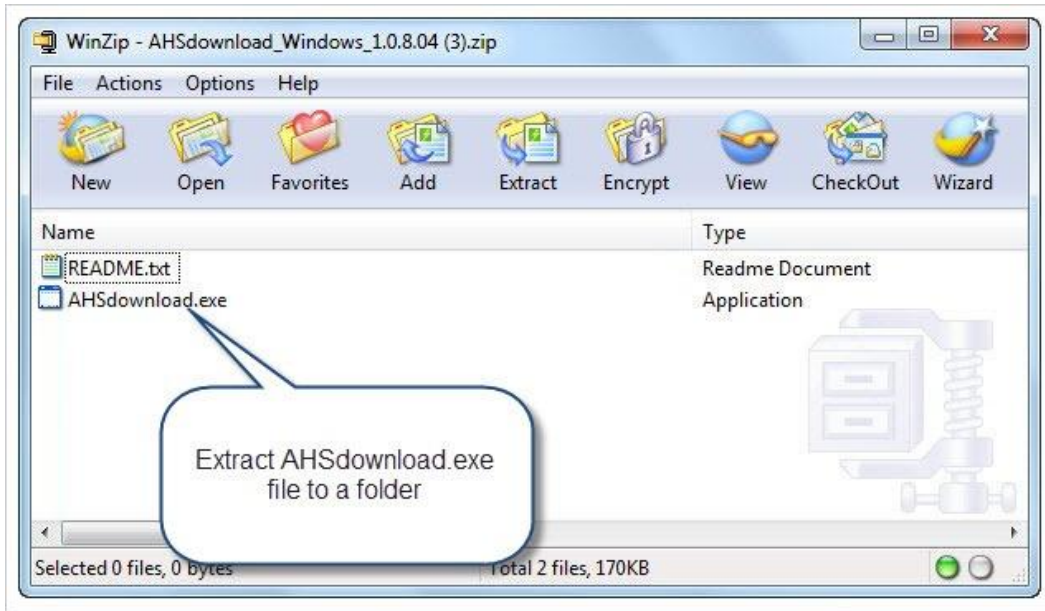 WinZip - AHSdownload_Windows_1.0.8.04 (3).zip
File Actions Options Help
New Open Favorites Add Extract Encrypt View CheckOut Wizard
Name Type
README.txt Readme Document
AHSdownload.exe Application
Extract AHSdownload.exe
file to a folder
Selected 0 files, 0 bytes Total 2 files, 170KB